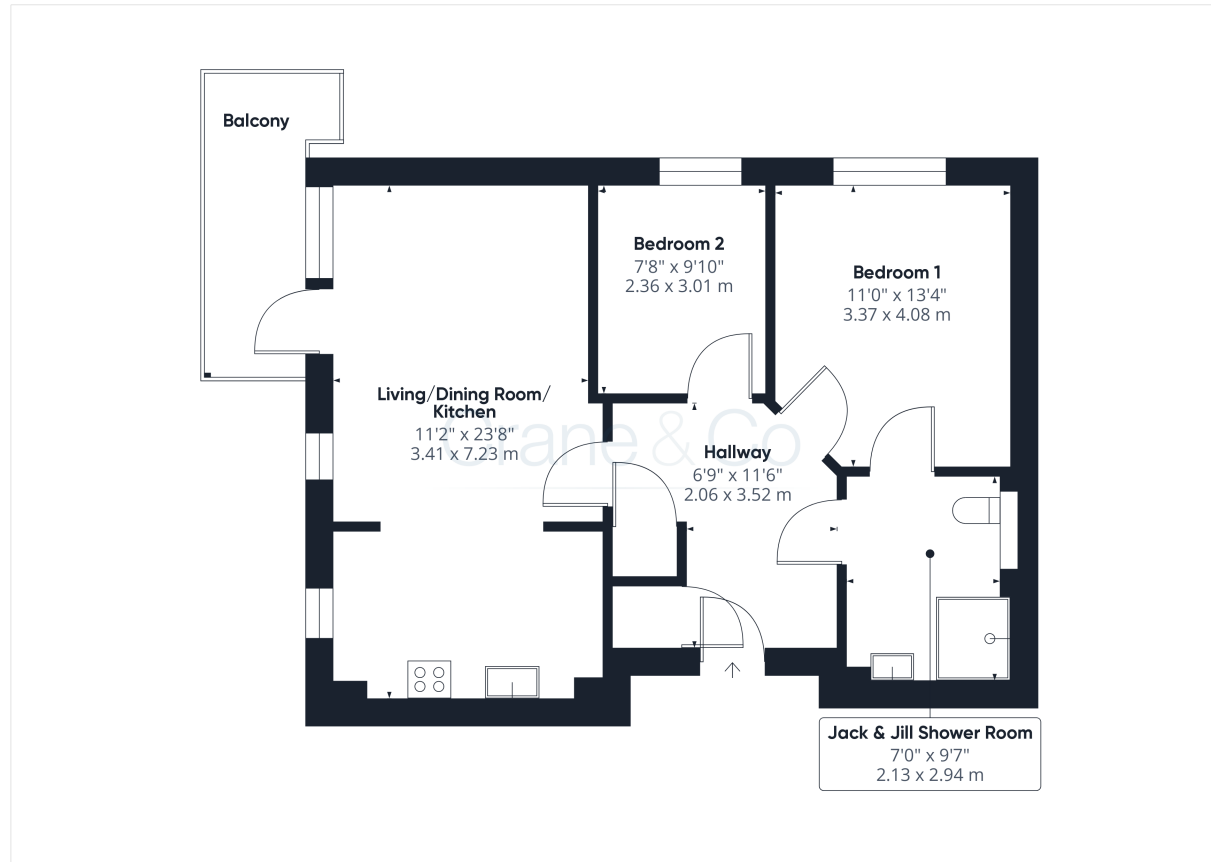 Balcony
Bedroom 2
7'8" x 9'10"
2.36 x 3.01 m
Bedroom 1
11'0" x 13'4"
3.37 x 4.08 m
Living/Dining Room/
Kitchen
11'2" x 23'8"
3.41 x 7.23 m
Crane & Co
Hallway
6'9" x 11'6"
2.06 x 3.52 m
Jack & Jill Shower Room
7'0" x 9'7"
2.13 x 2.94 m